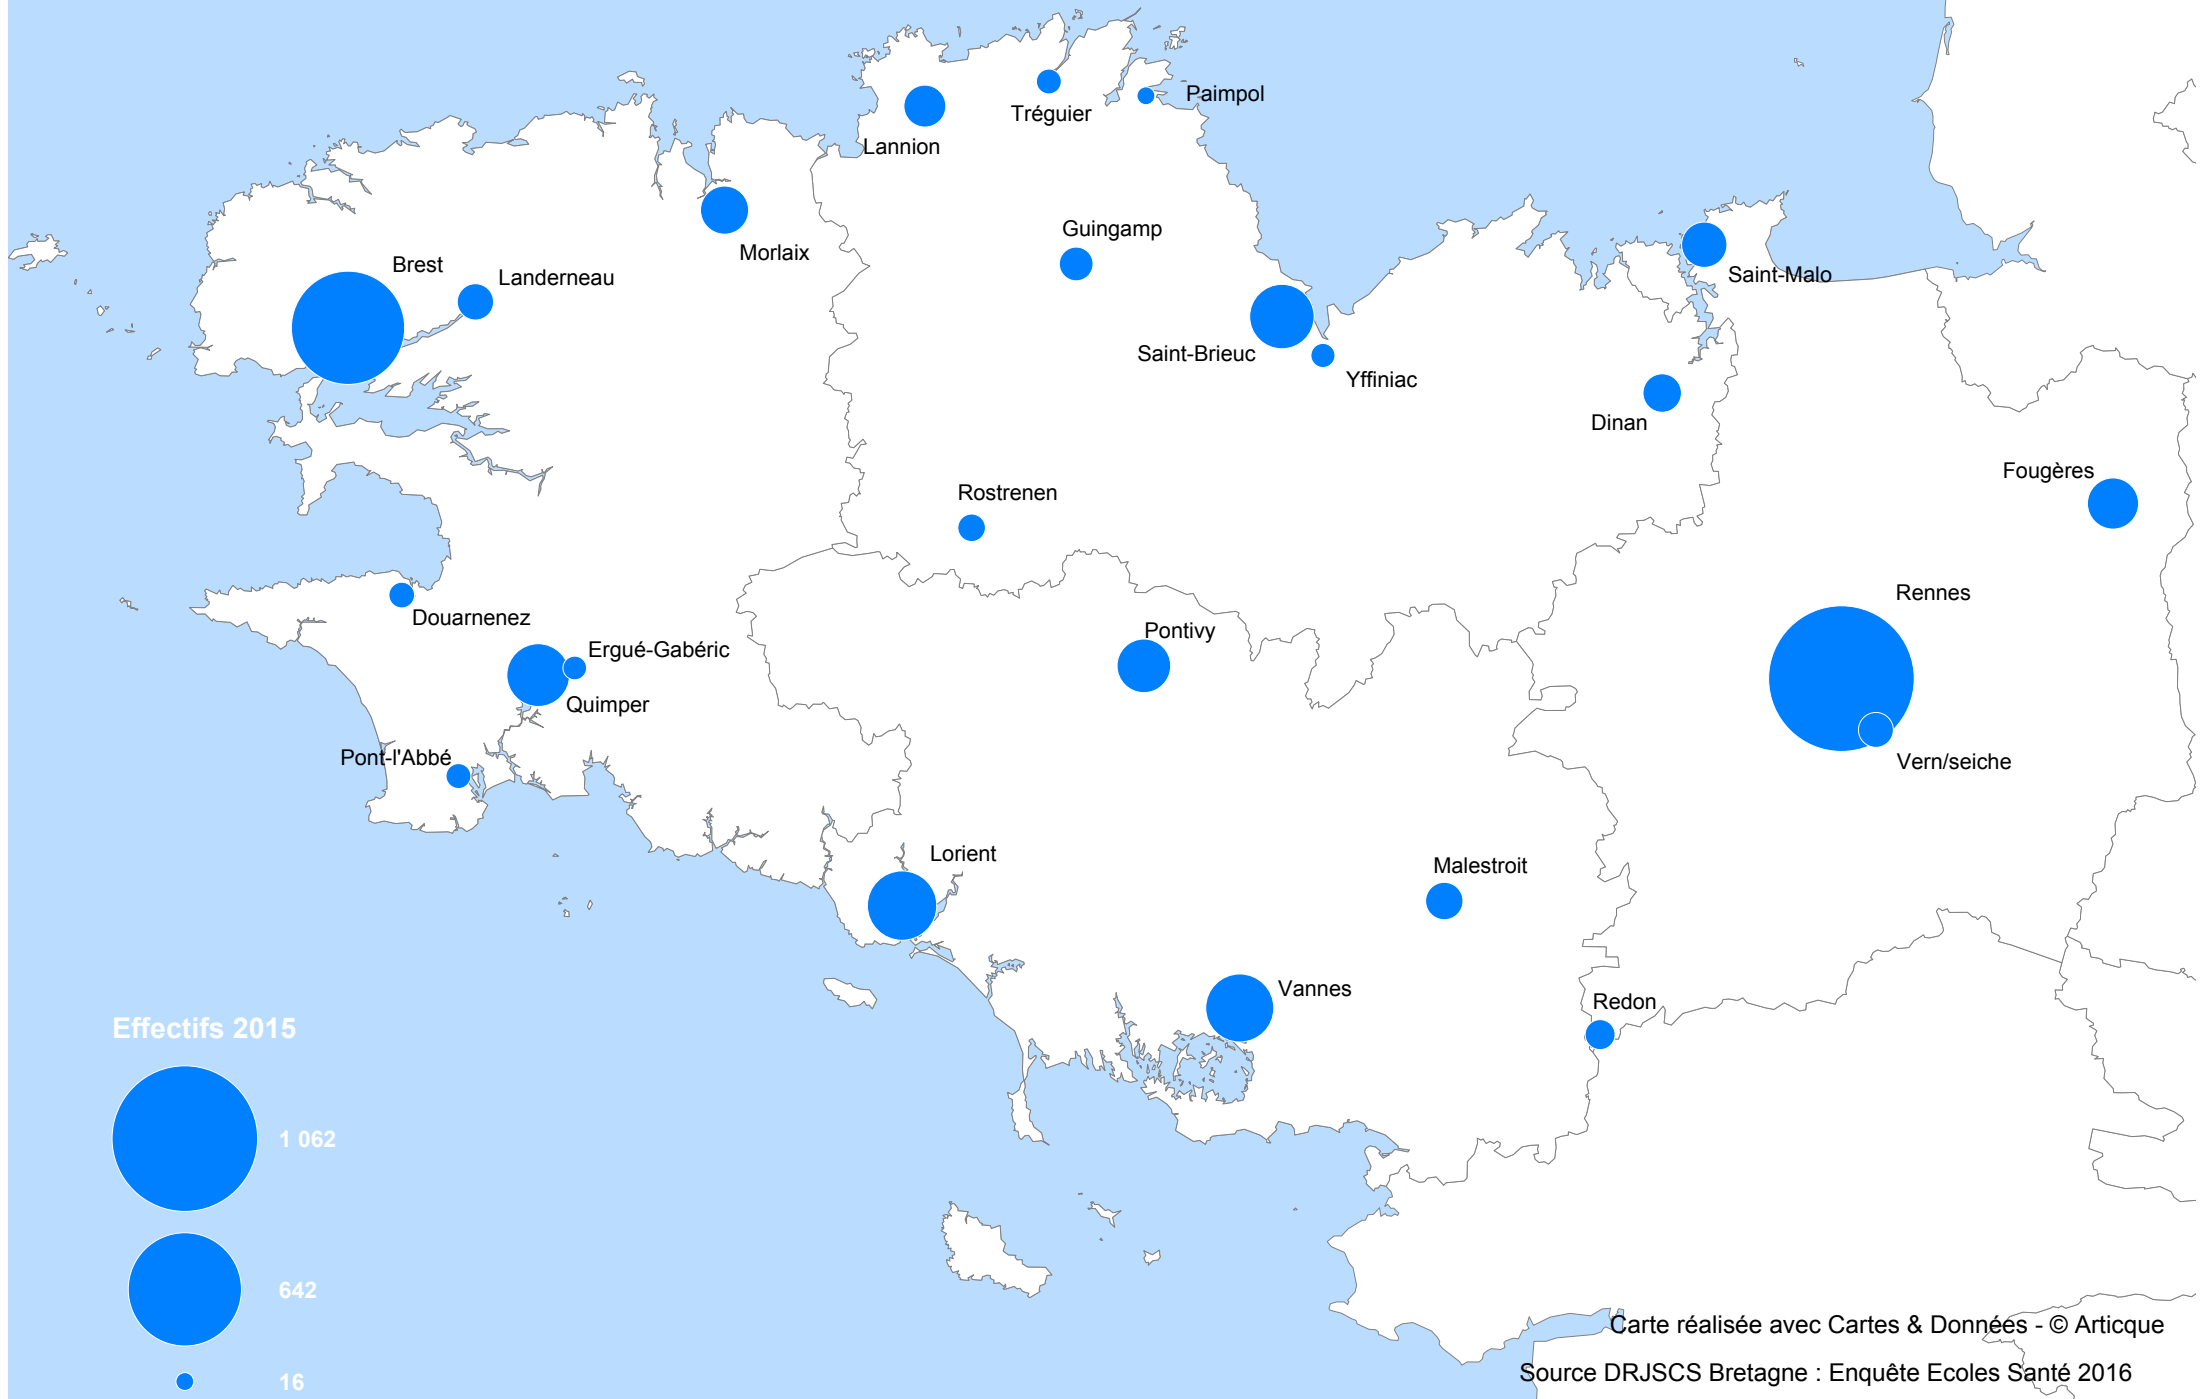 Paimpol
Tréguier
Lannion
Guingamp
Morlaix
Brest
Landerneau
Saint-Malo
Saint-Brieuc
Yffiniac
Dinan
Fougères
Rostrenen
Rennes
Douarnenez
Pontivy
Ergué-Gabéric
Quimper
Pont-l'Abbé
Vern/seiche
Lorient
Malestroit
Vannes
Redon
Effectifs 2015
1 062
642
16
Carte réalisée avec Cartes & Données - © Articque
Source DRJSCS Bretagne : Enquête Ecoles Santé 2016